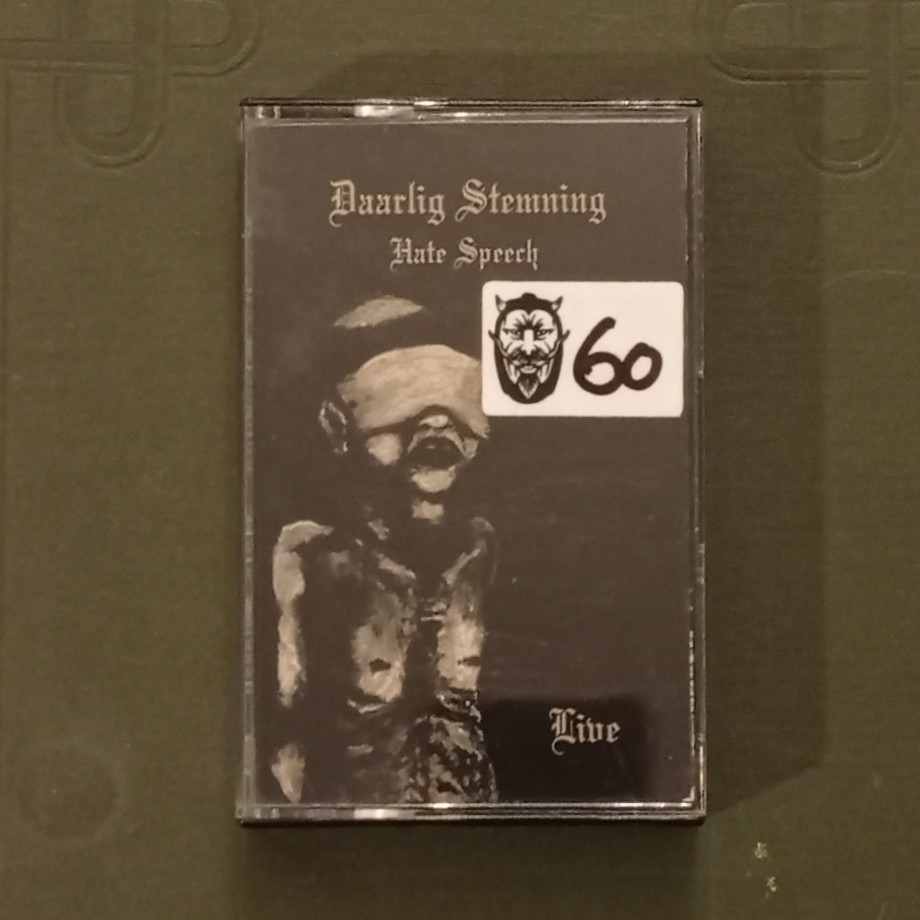 Daarlig Stemning
Hate Speech
60
Live